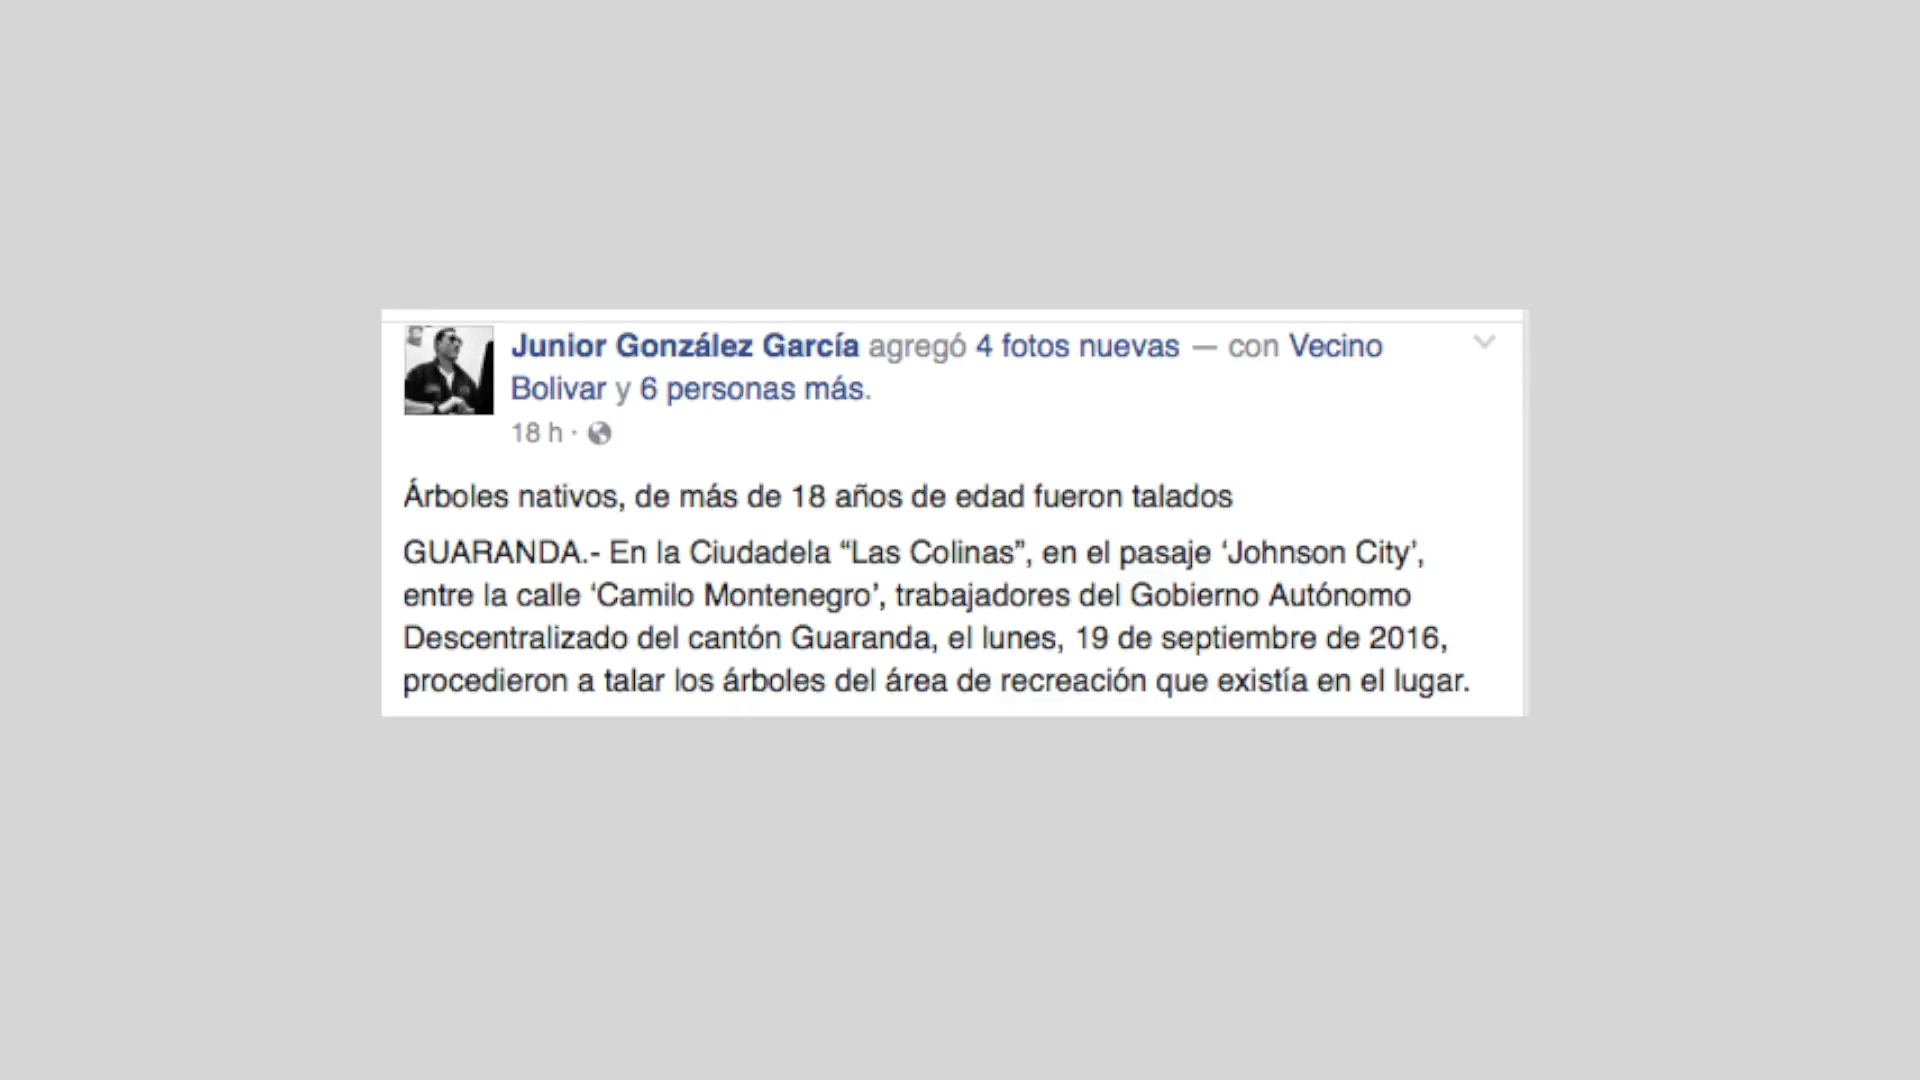 Junior González García agregó 4 fotos nuevas — con Vecino
Bolivar y 6 personas más.
18 h ·
Árboles nativos, de más de 18 años de edad fueron talados
GUARANDA.- En la Ciudadela “Las Colinas”, en el pasaje ‘Johnson City’,
entre la calle ‘Camilo Montenegro’, trabajadores del Gobierno Autónomo
Descentralizado del cantón Guaranda, el lunes, 19 de septiembre de 2016,
procedieron a talar los árboles del área de recreación que existía en el lugar.